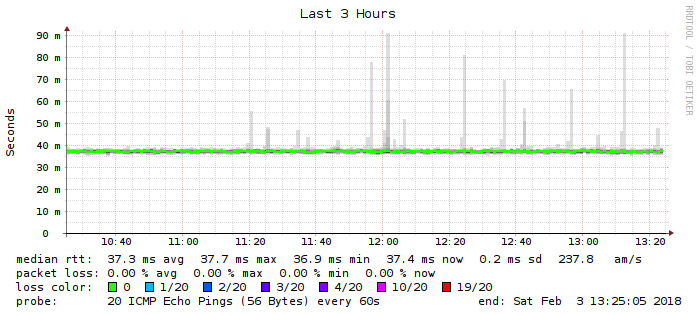 Last 3 Hours
RRDTOOL / TOBI OETIKER
Seconds
90 m
80 m
70 m
60 m
50 m
40 m
30 m
20 m
10 m
0
10:40 11:00 11:20 11:40 12:00 12:20 12:40 13:00 13:20
median rtt: 37.3 ms avg 37.7 ms max 36.9 ms min 37.4 ms now 0.2 ms sd 237.8 am/s
packet loss: 0.00 % avg 0.00 % max 0.00 % min 0.00 % now
loss color: 0 1/20 2/20 3/20 4/20 10/20 19/20
probe: 20 ICMP Echo Pings (56 Bytes) every 60s end: Sat Feb 3 13:25:05 2018